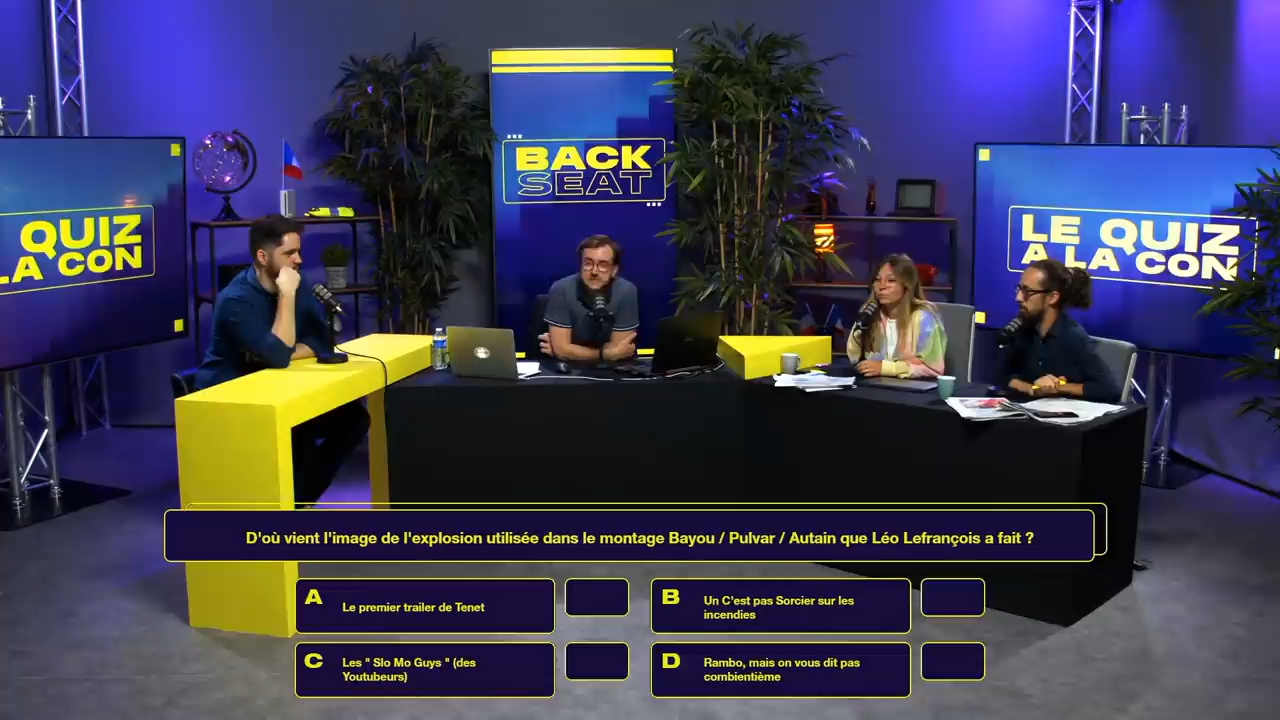 BACK
SEAT
QUIZ
LA CON
LE QUIZ
A LA CON
D'où vient l'image de l'explosion utilisée dans le montage Bayou / Pulvar / Autain que Léo Lefrançois a fait ?
A
Le premier trailer de Tenet
B
Un C'est pas Sorcier sur les
incendies
C
Les " Slo Mo Guys " (des
Youtubeurs)
D
Rambo, mais on vous dit pas
combientième